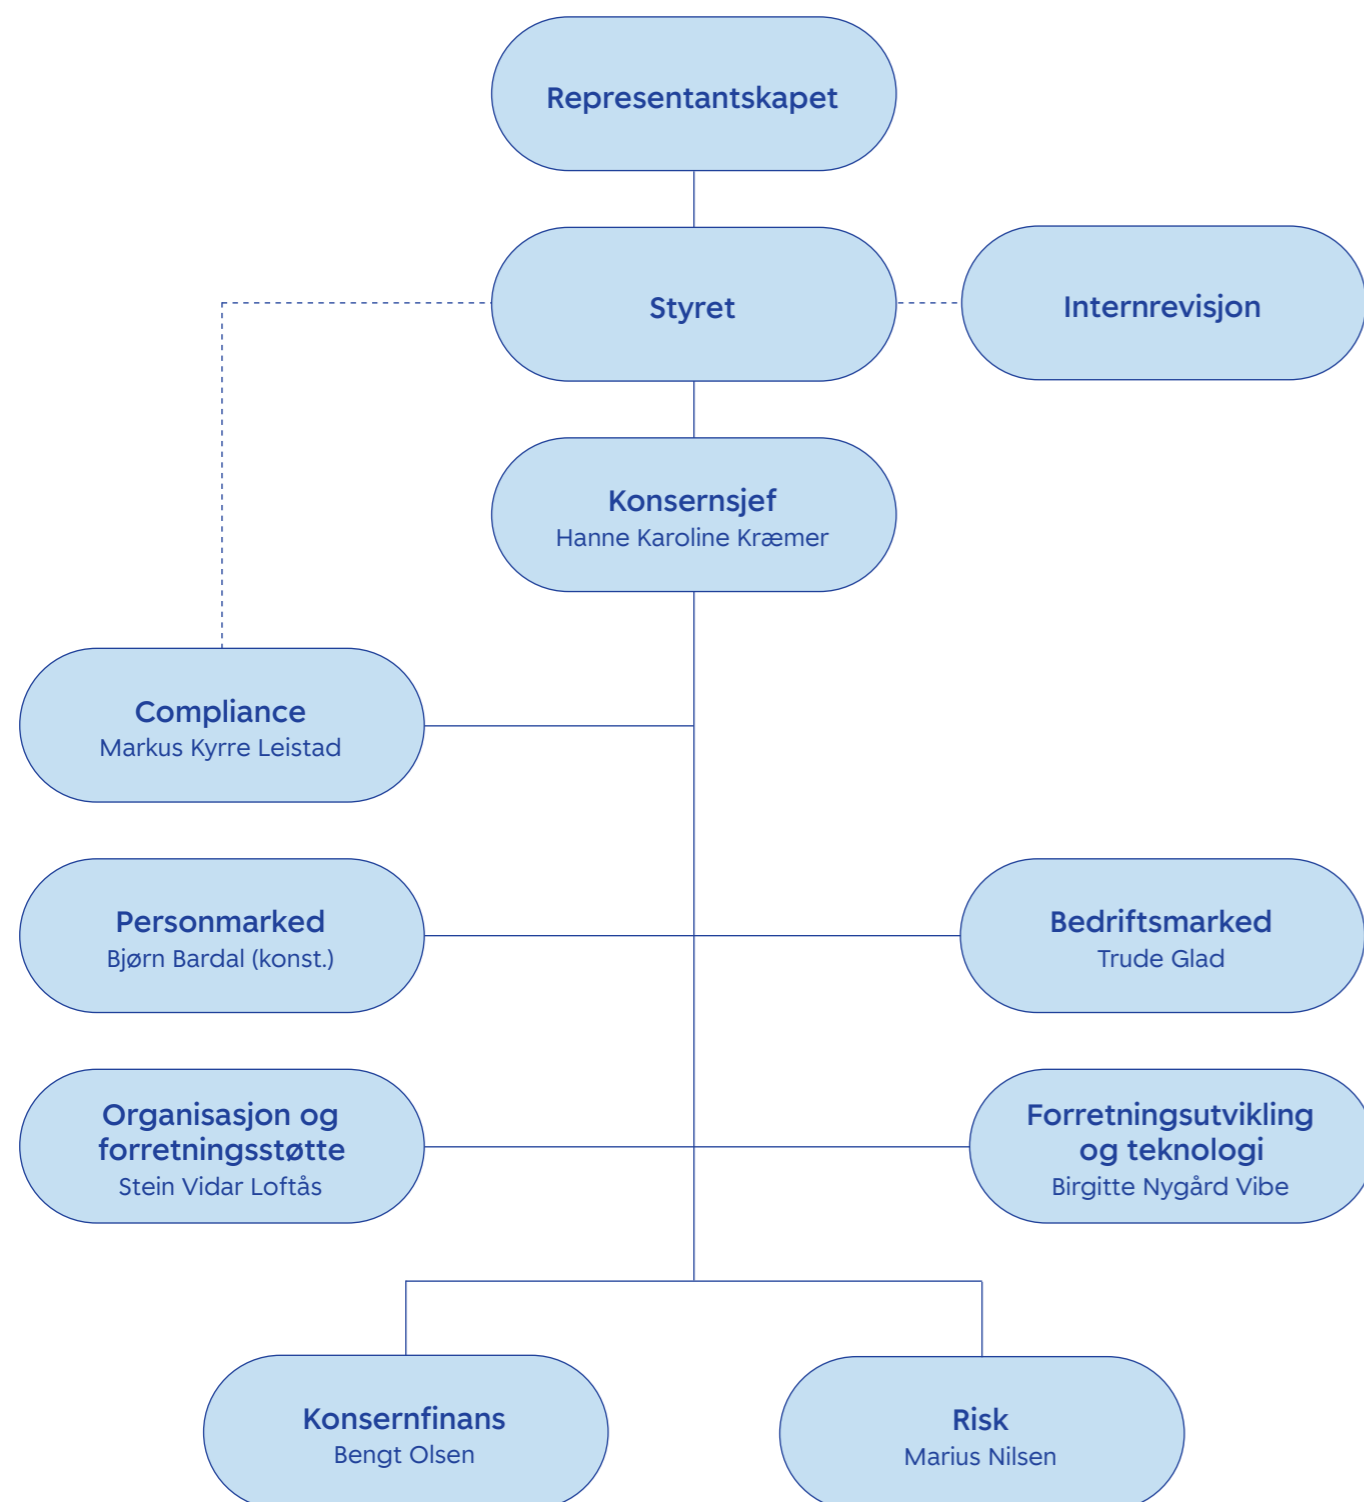 Representantskapet
Styret
Internrevisjon
Konsernsjef
Hanne Karoline Kræmer
Compliance
Markus Kyrre Leistad
Personmarked
Bjørn Bardal (konst.)
Bedriftsmarked
Trude Glad
Organisasjon og
forretningsstøtte
Stein Vidar Loftås
Forretningsutvikling
og teknologi
Birgitte Nygård Vibe
Konsernfinans
Bengt Olsen
Risk
Marius Nilsen